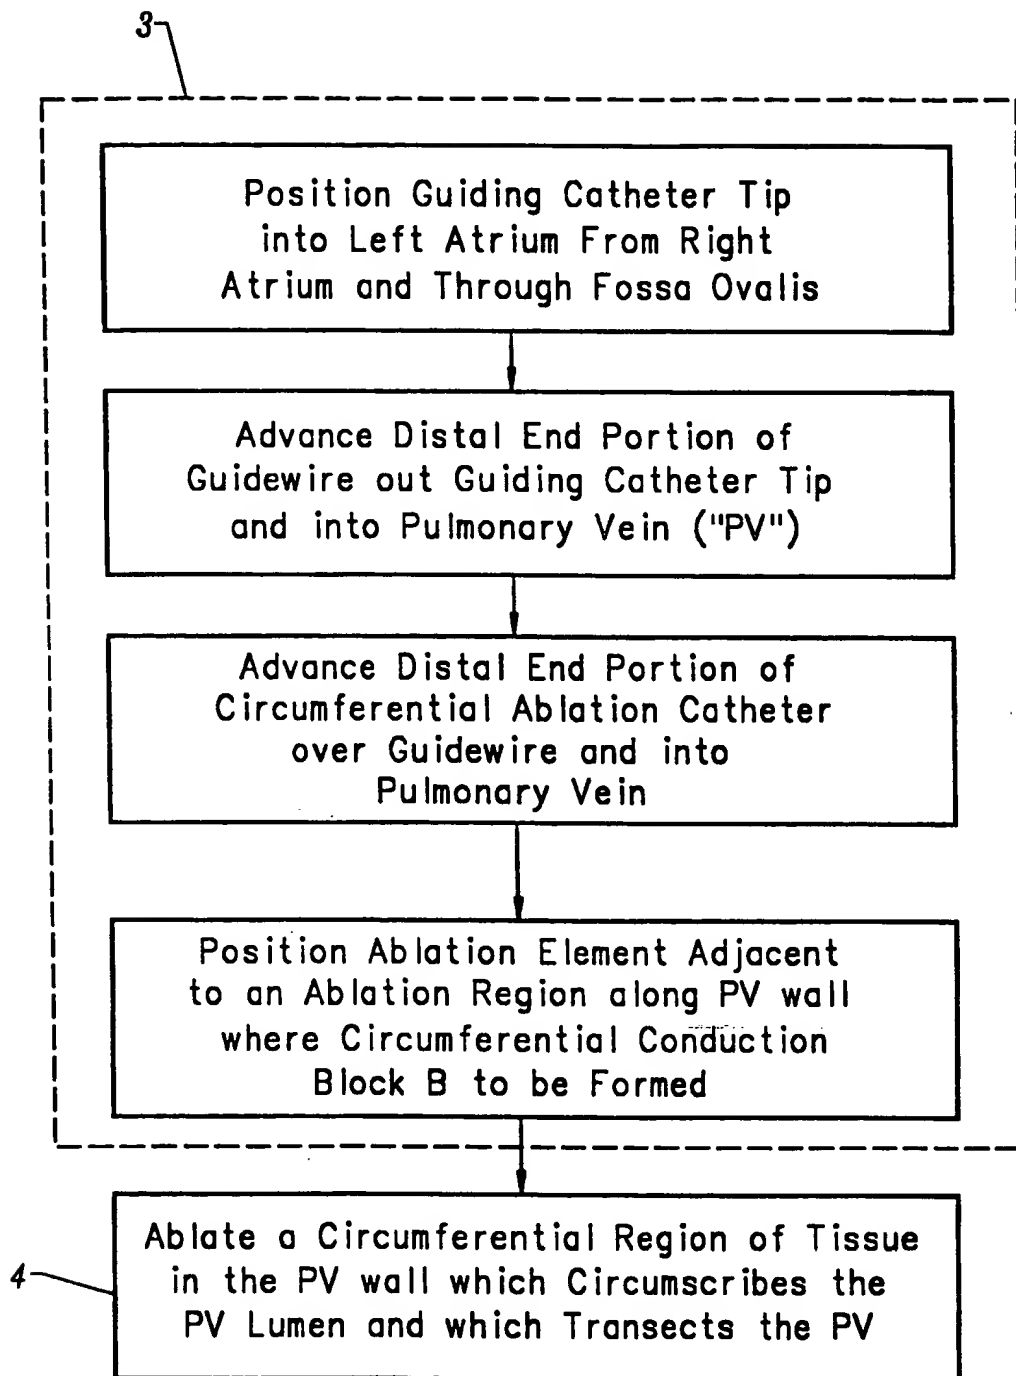 3
Position Guiding Catheter Tip
into Left Atrium From Right
Atrium and Through Fossa Ovalis
Advance Distal End Portion of
Guidewire out Guiding Catheter Tip
and into Pulmonary Vein ("PV")
Advance Distal End Portion of
Circumferential Ablation Catheter
over Guidewire and into
Pulmonary Vein
Position Ablation Element Adjacent
to an Ablation Region along PV wall
where Circumferential Conduction
Block B to be Formed
4
Ablate a Circumferential Region of Tissue
in the PV wall which Circumscribes the
PV Lumen and which Transects the PV